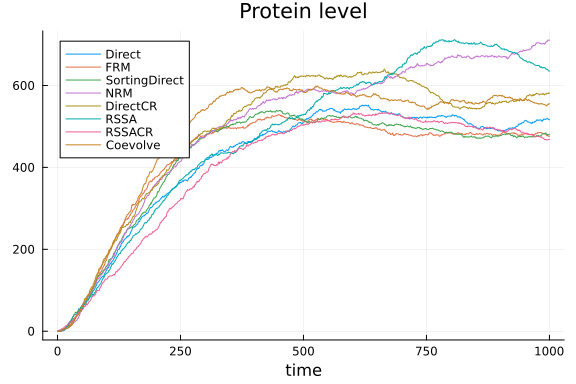 Protein level
Direct
FRM
SortingDirect
NRM
DirectCR
RSSA
RSSACR
Coevolve
600
400
200
0
0 250 500 750 1000
time